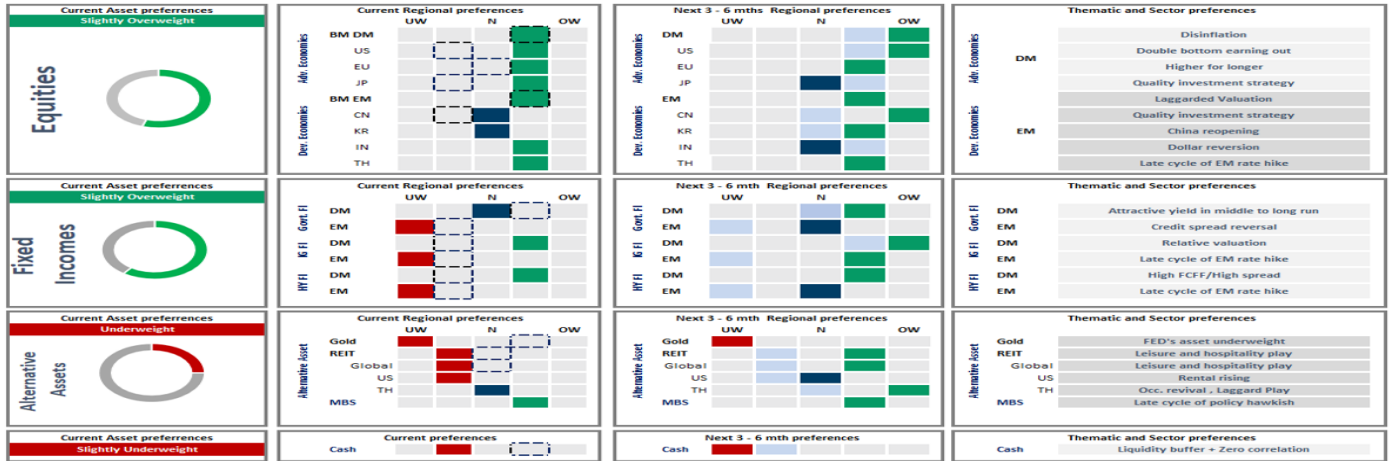 Current Asset preferrences
Slightly Overweight
Equities
Current Regional preferences
UW N OW
Adv. Economies
BM DM
US
EU
JP
Dev. Economies
BM EM
CN
KR
IN
TH
Next 3 - 6 mths Regional preferences
UW N OW
Adv. Economies
DM
US
EU
JP
Dev. Economies
EM
CN
KR
IN
TH
Thematic and Sector preferences
DM
Disinflation
Double bottom earning out
Higher for longer
Quality investment strategy
EM
Laggarded Valuation
Quality investment strategy
China reopening
Dollar reversion
Late cycle of EM rate hike
Current Asset preferrences
Slightly Overweight
Fixed
Incomes
Current Regional preferences
UW N OW
Govt. FI
DM
EM
IG FI
DM
EM
HY FI
DM
EM
Next 3 - 6 mth Regional preferences
UW N OW
Govt. FI
DM
EM
IG FI
DM
EM
HY FI
DM
EM
Thematic and Sector preferences
DM Attractive yield in middle to long run
EM Credit spread reversal
DM Relative valuation
EM Late cycle of EM rate hike
DM High FCFF/High spread
EM Late cycle of EM rate hike
Current Asset preferrences
Underweight
Alternative
Assets
Current Regional preferences
UW N OW
Alternative Asset
Gold
REIT
Global
US
TH
MBS
Next 3 - 6 mth Regional preferences
UW N OW
Alternative Asset
Gold
REIT
Global
US
TH
MBS
Thematic and Sector preferences
Gold FED's asset underweight
REIT Leisure and hospitality play
Global Leisure and hospitality play
US Rental rising
TH Occ. revival , Laggard Play
MBS Late cycle of policy hawkish
Current Asset preferrences
Slightly Underweight
Current preferences
Cash
Next 3 - 6 mth preferences
Cash
Thematic and Sector preferences
Cash Liquidity buffer + Zero correlation